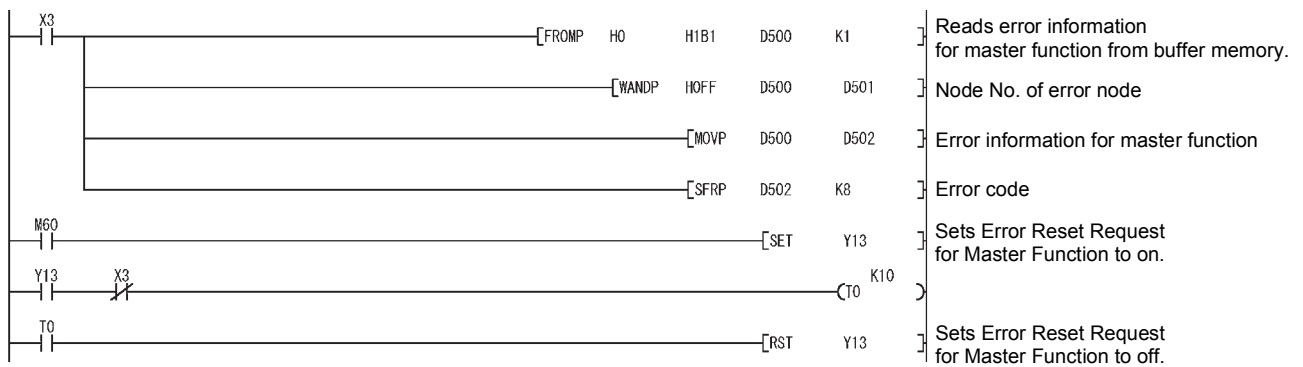 X3
[FROMP H0 H1B1 D500 K1 ]
Reads error information
for master function from buffer memory.
[WANDP H0FF D500 D501 ]
Node No. of error node
[MOVP D500 D502 ]
Error information for master function
[SFRP D502 K8 ]
Error code
M60
[SET Y13 ]
Sets Error Reset Request
for Master Function to on.
Y13 X3
K10
(T0 )
T0
[RST Y13 ]
Sets Error Reset Request
for Master Function to off.